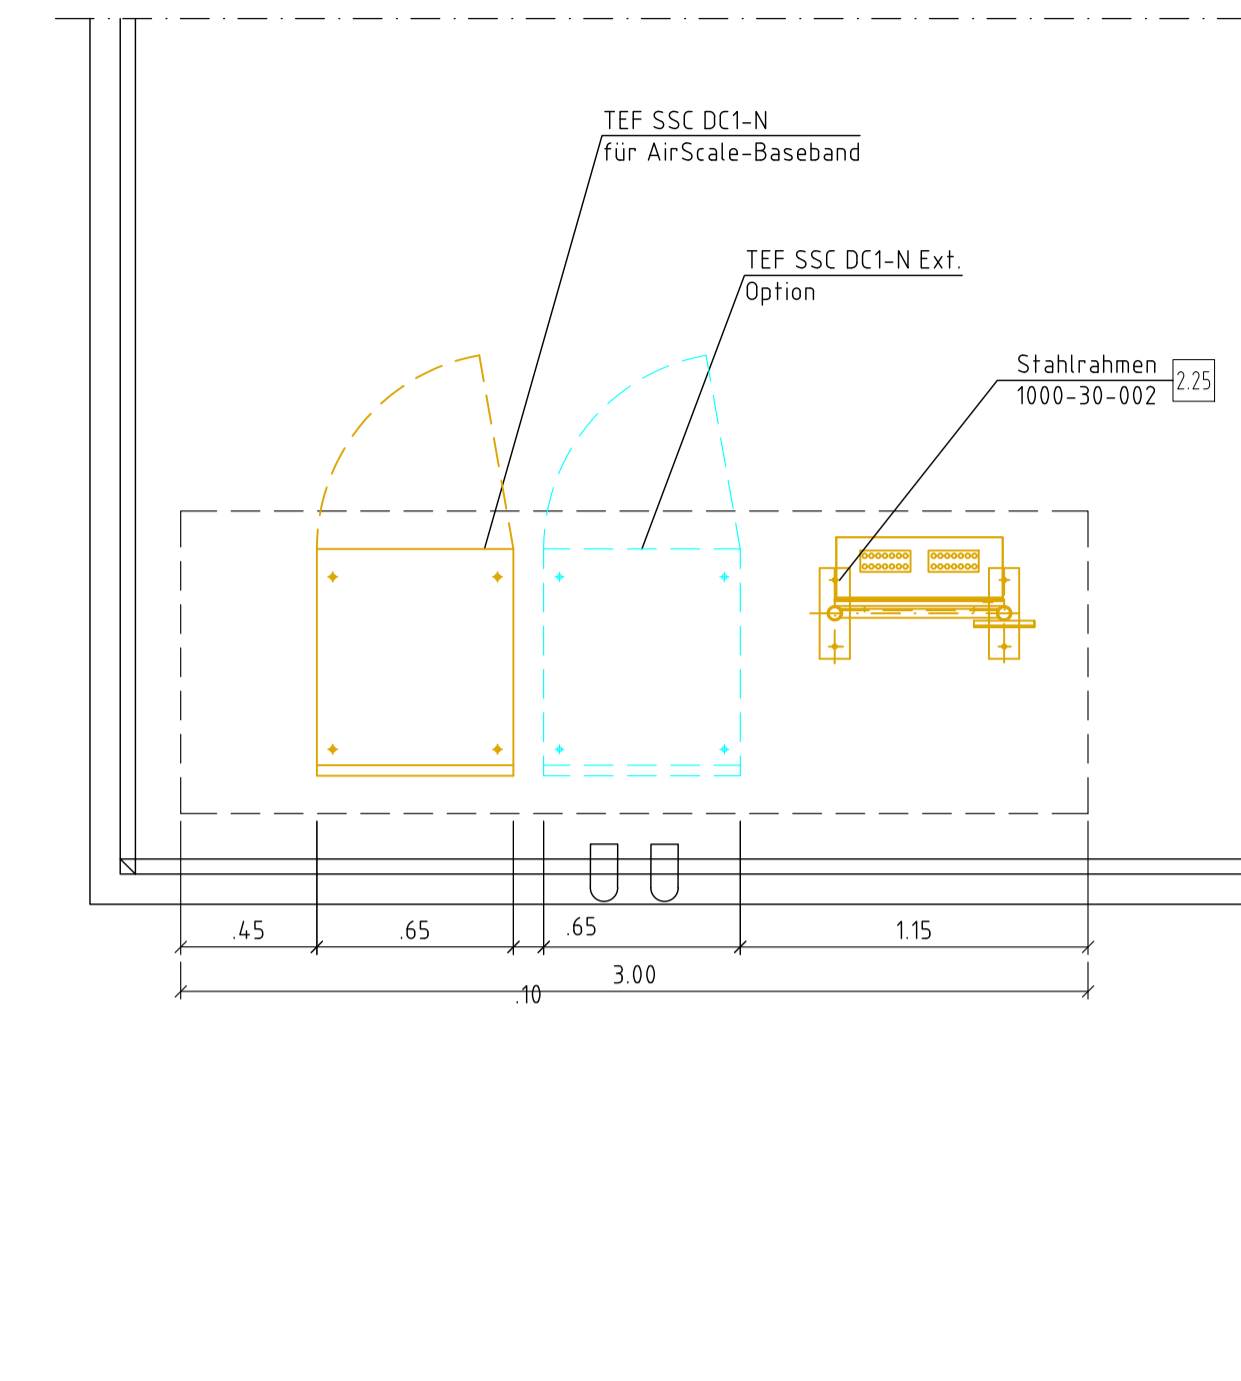 TEF SSC DC1-N
für AirScale-Baseband
TEF SSC DC1-N Ext.
Option
Stahlrahmen
1000-30-002
2.25
.45
.65
.65
1.15
3.00
.10